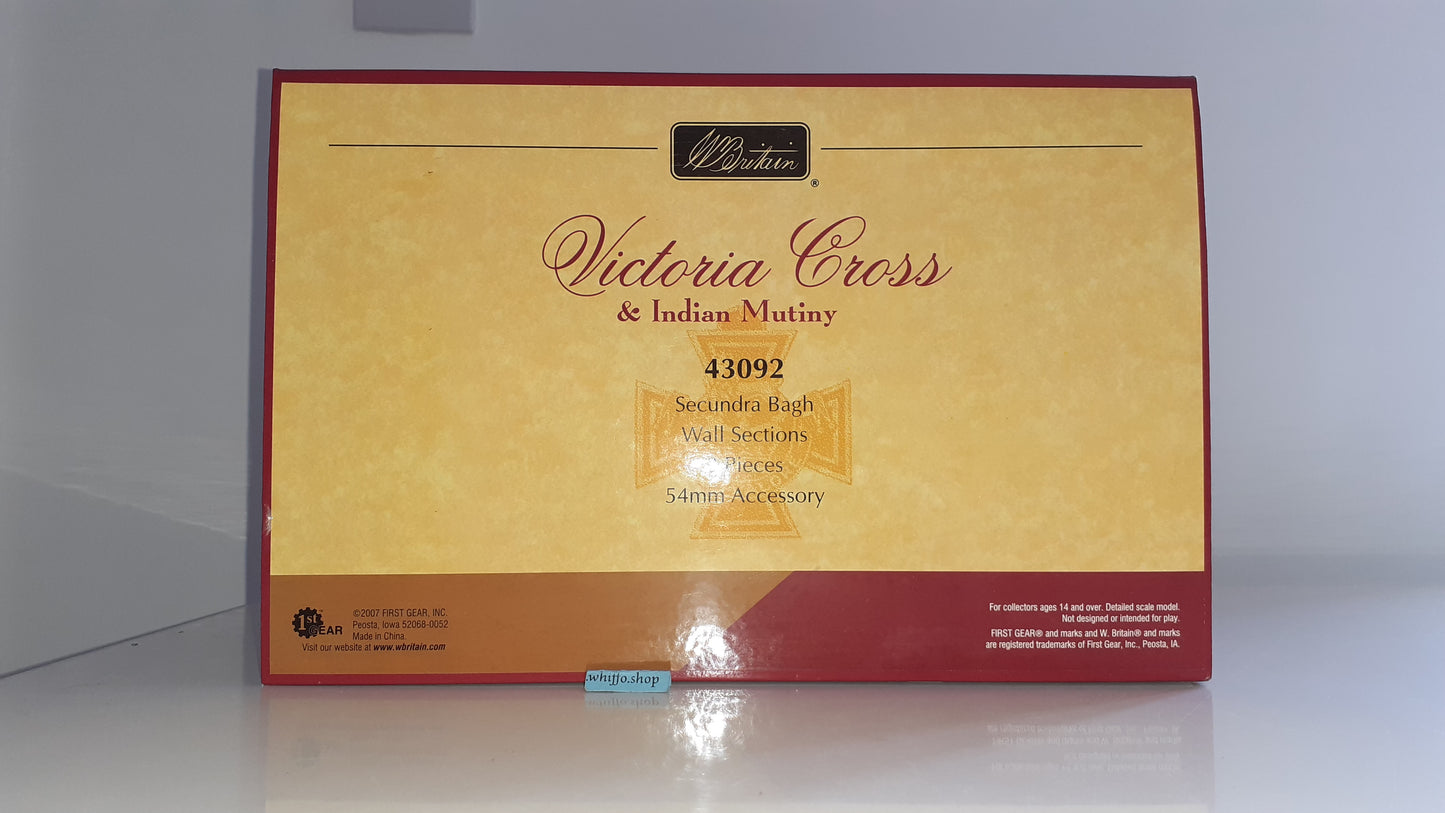 W Britain
®
Victoria Cross
& Indian Mutiny
43092
Secundra Bagh
Wall Sections
Pieces
54mm Accessory
1st GEAR
©2007 FIRST GEAR, INC.
Peosta, Iowa 52068-0052
Made in China.
Visit our website at www.wbritain.com
For collectors ages 14 and over. Detailed scale model.
Not designed or intended for play.
FIRST GEAR® and marks and W. Britain® and marks
are registered trademarks of First Gear, Inc., Peosta, IA.
.whiffo.shop